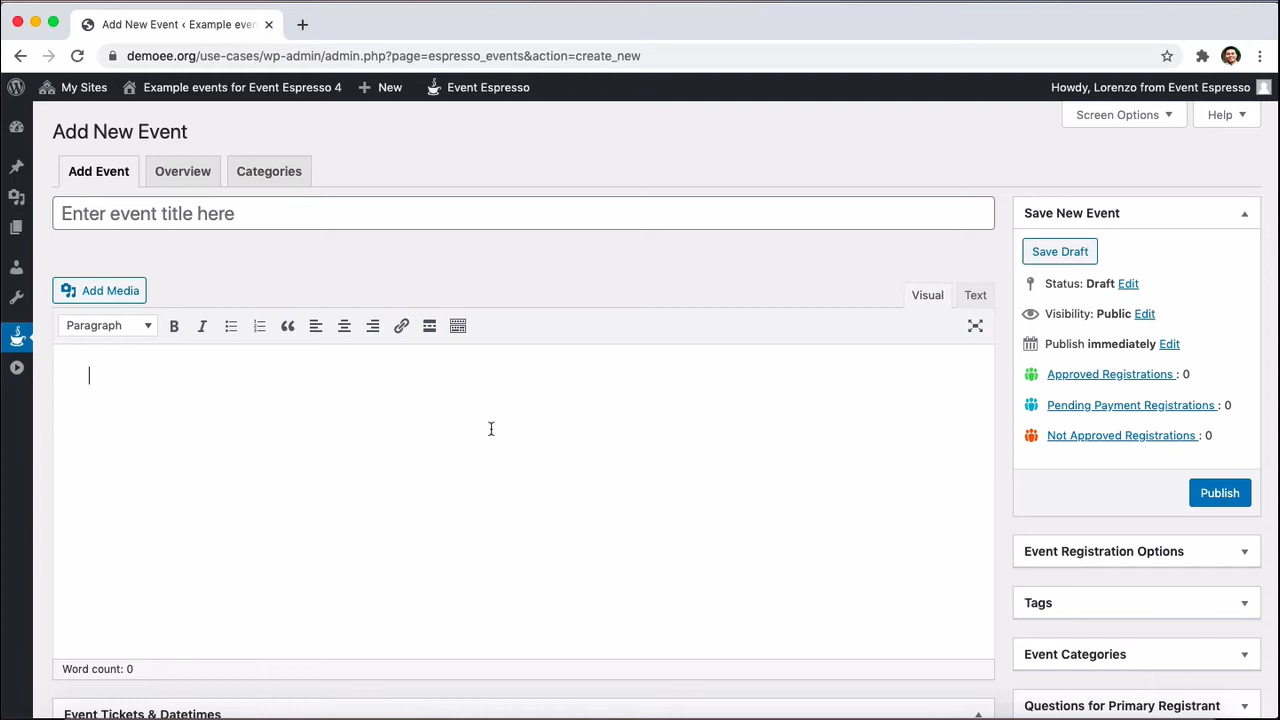 Add New Event ‹ Example even
demoee.org/use-cases/wp-admin/admin.php?page=espresso_events&action=create_new
My Sites Example events for Event Espresso 4 New Event Espresso Howdy, Lorenzo from Event Espresso
Screen Options Help
Add New Event
Add Event Overview Categories
Enter event title here
Save New Event
Save Draft
Status: Draft Edit
Visibility: Public Edit
Publish immediately Edit
Approved Registrations : 0
Pending Payment Registrations : 0
Not Approved Registrations : 0
Publish
Add Media
Visual Text
Paragraph
Word count: 0
Event Registration Options
Tags
Event Categories
Questions for Primary Registrant
Event Tickets & Datetimes